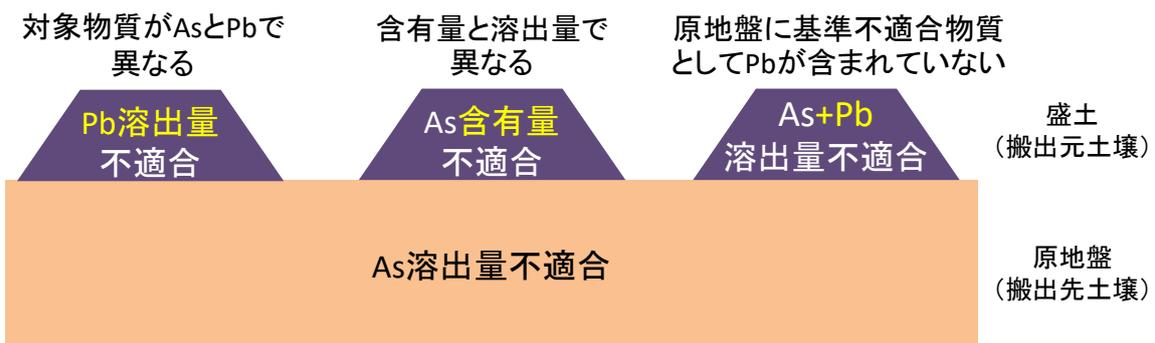 対象物質がAsとPbで
異なる
含有量と溶出量で
異なる
原地盤に基準不適合物質
としてPbが含まれていない
Pb溶出量
不適合
As含有量
不適合
As+Pb
溶出量不適合
盛土
(搬出元土壌)
As溶出量不適合
原地盤
(搬出先土壌)